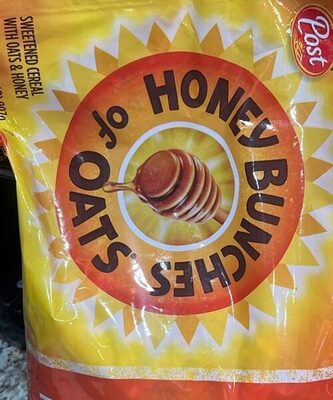 Post
HONEY BUNCHES
of OATS®
SWEETENED CEREAL
WITH OATS & HONEY